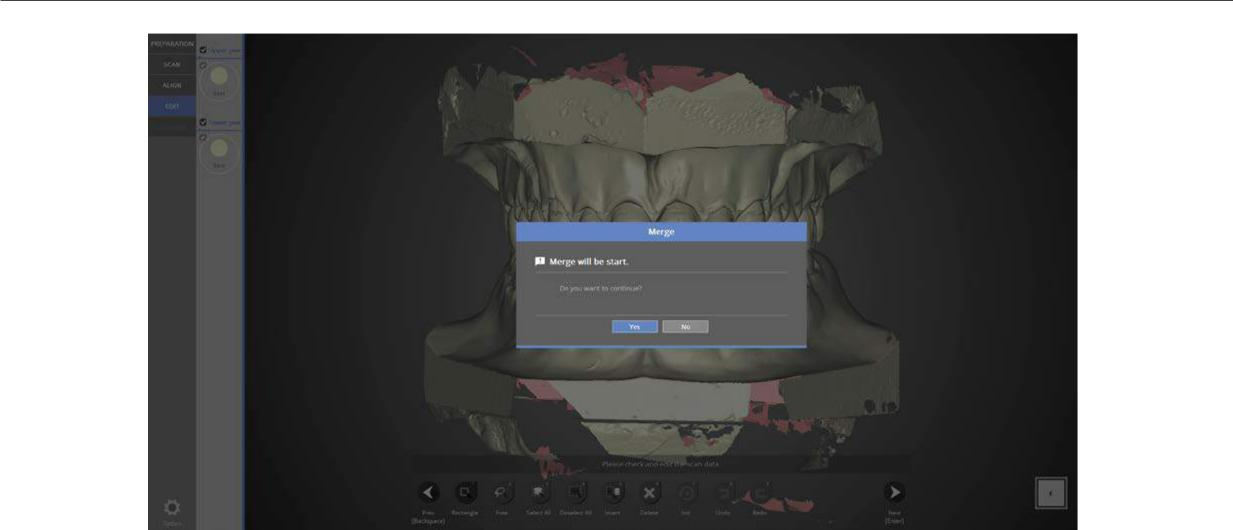 PREPARATION
SCAN
ALIGN
EDIT
Upper jaw
Lower jaw
Merge
Merge will be start.
Do you want to continue?
Yes
No
Please check and edit the scan data
Prev
[Backspace]
Rectangle
Free
Select All
Deselect All
Invert
Delete
Undo
Redo
Next
[Enter]
Option